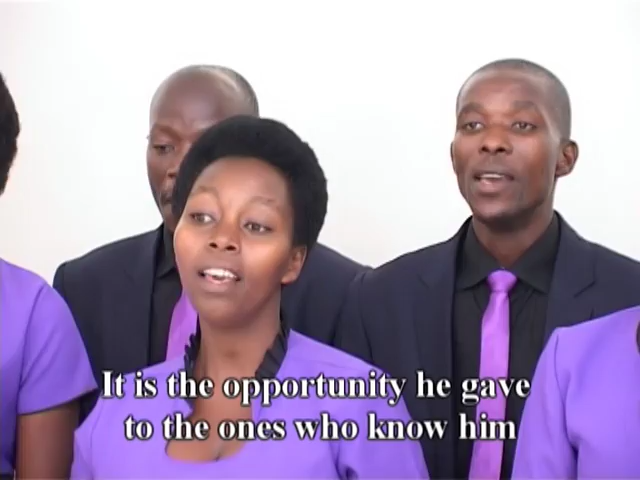 It is the opportunity he gave
to the ones who know him